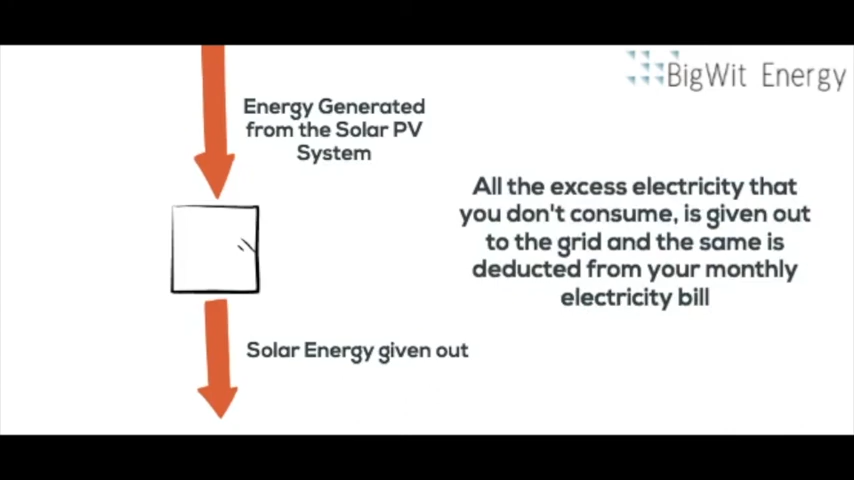 BigWit Energy
Energy Generated
from the Solar PV
System
All the excess electricity that
you don't consume, is given out
to the grid and the same is
deducted from your monthly
electricity bill
Solar Energy given out